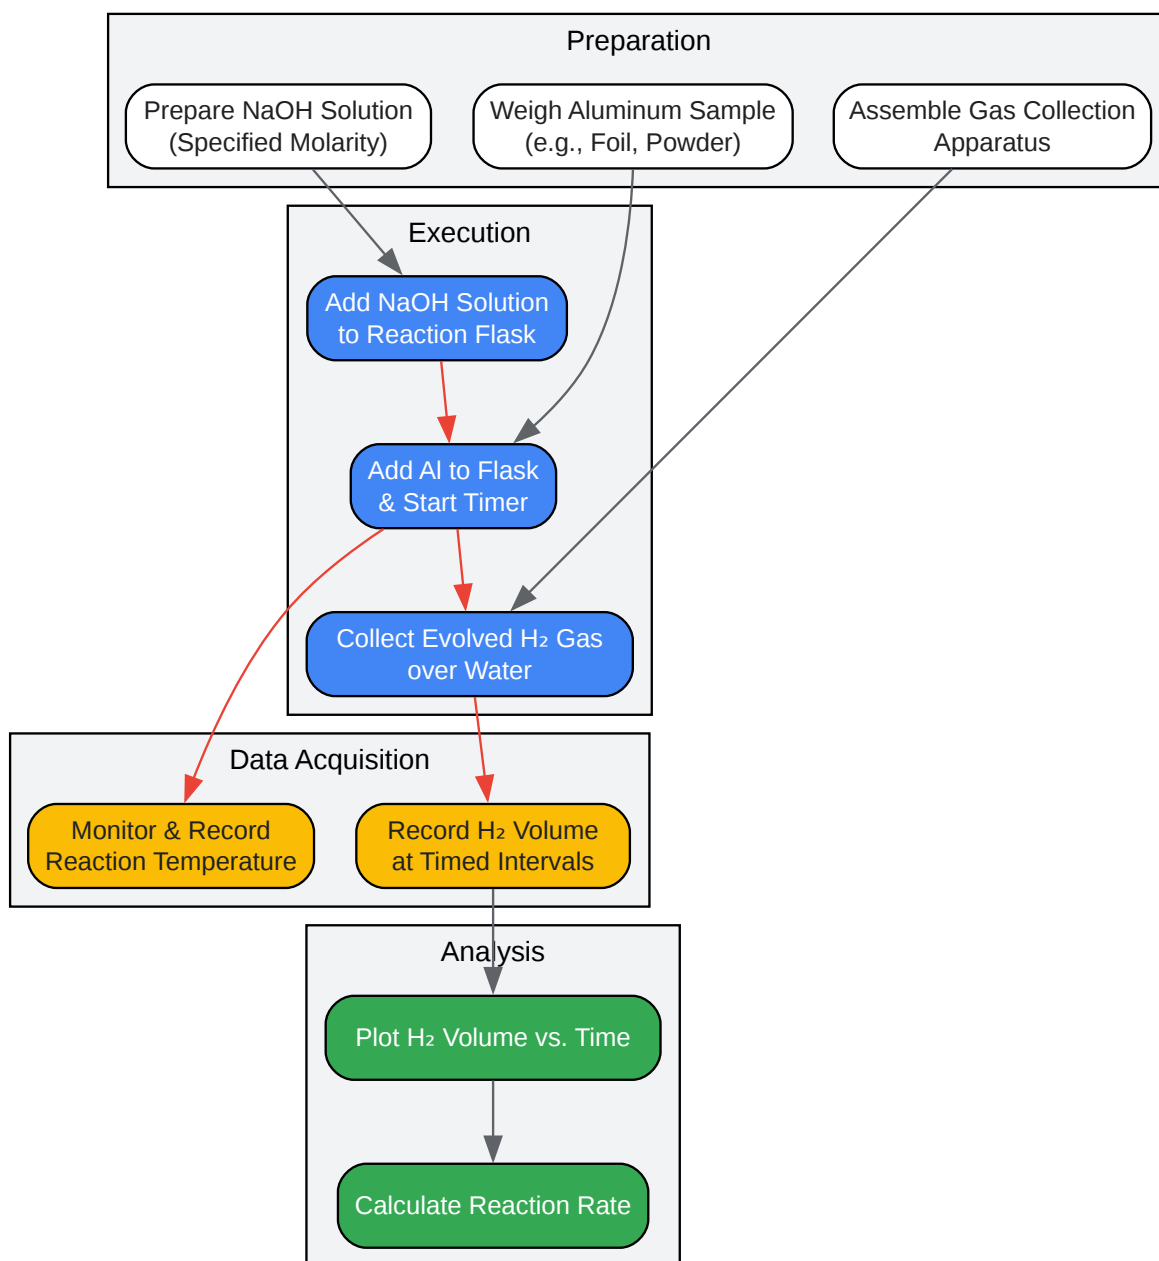 Preparation
Prepare NaOH Solution
(Specified Molarity)
Weigh Aluminum Sample
(e.g., Foil, Powder)
Assemble Gas Collection
Apparatus
Execution
Add NaOH Solution
to Reaction Flask
Add Al to Flask
& Start Timer
Collect Evolved H₂ Gas
over Water
Data Acquisition
Monitor & Record
Reaction Temperature
Record H₂ Volume
at Timed Intervals
Analysis
Plot H₂ Volume vs. Time
Calculate Reaction Rate